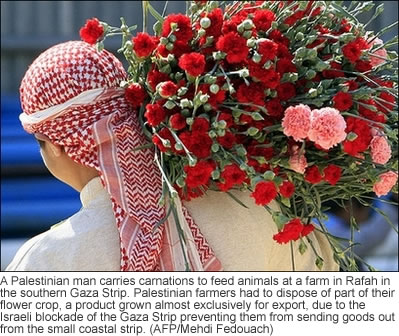 A Palestinian man carries carnations to feed animals at a farm in Rafah in
the southern Gaza Strip. Palestinian farmers had to dispose of part of their
flower crop, a product grown almost exclusively for export, due to the
Israeli blockade of the Gaza Strip preventing them from sending goods out
from the small coastal strip. (AFP/Mehdi Fedouach)